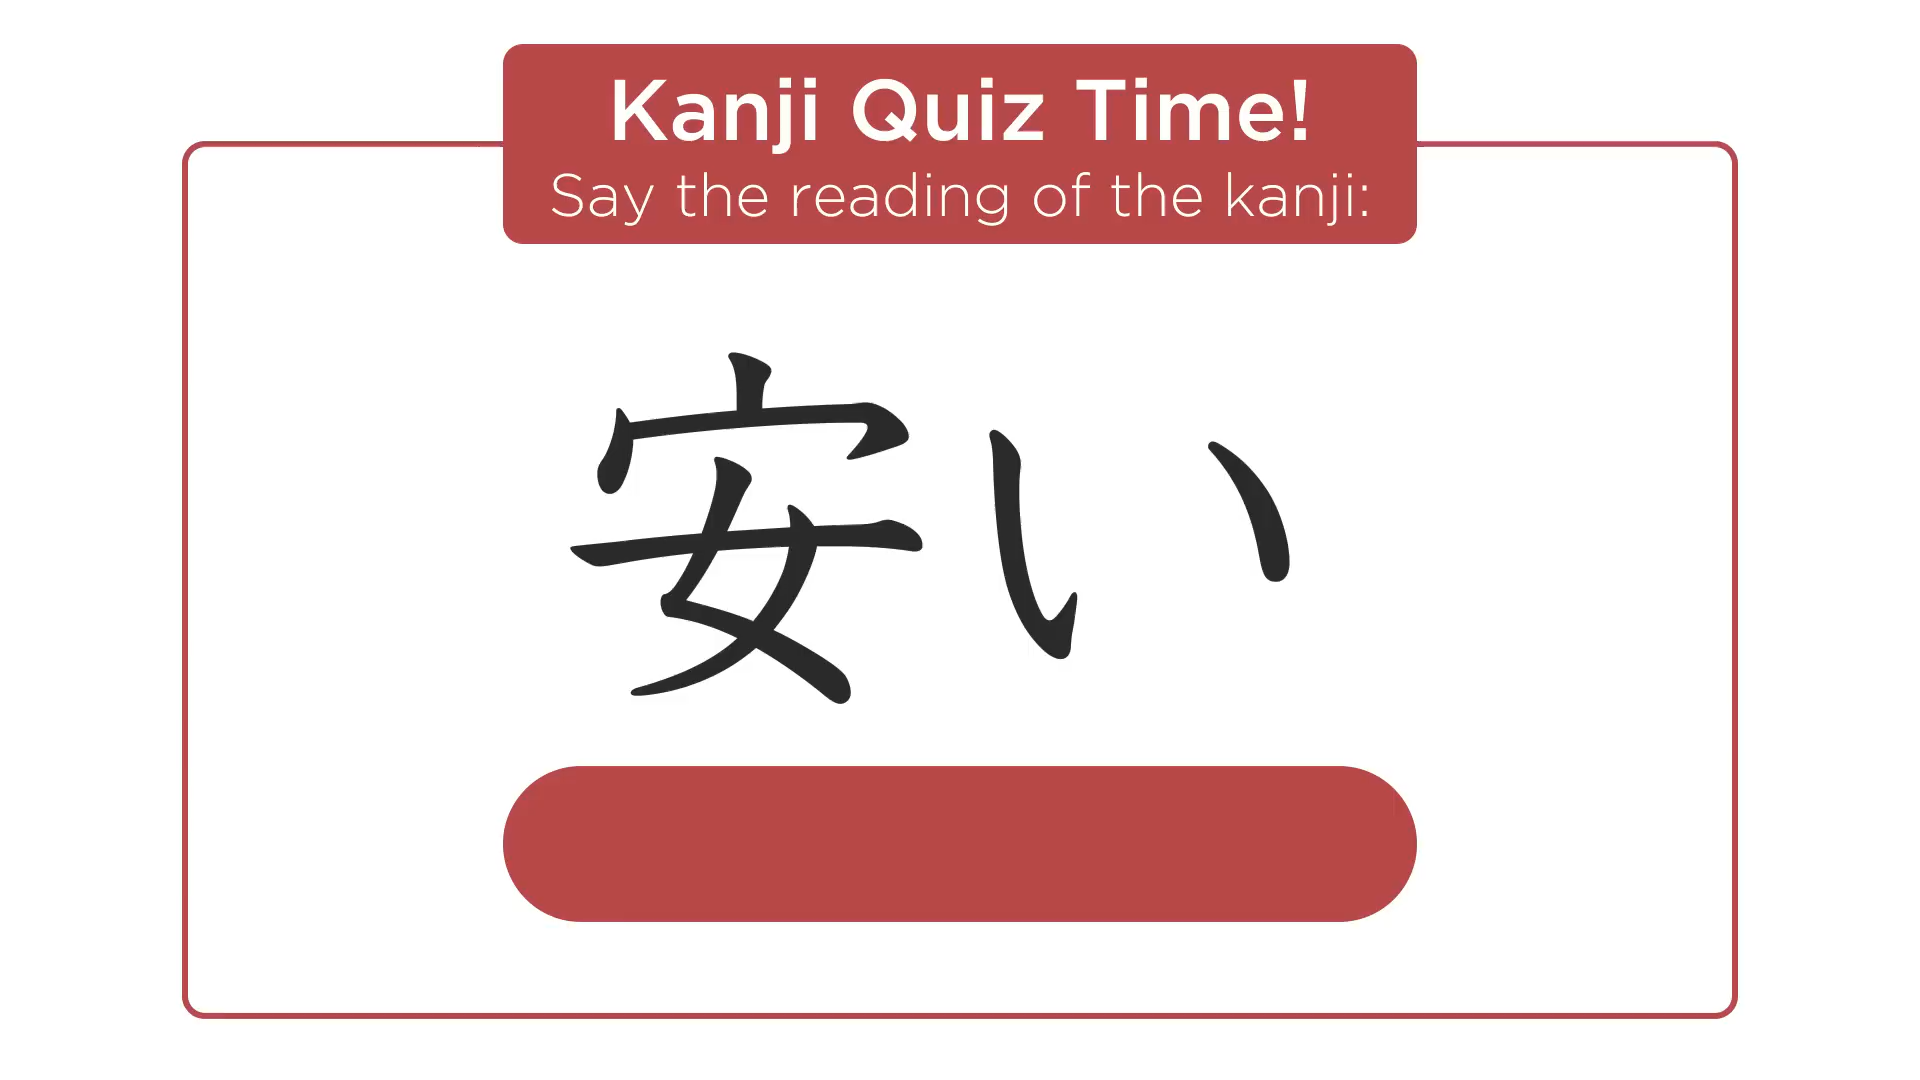 Kanji Quiz Time!
Say the reading of the kanji:
安い